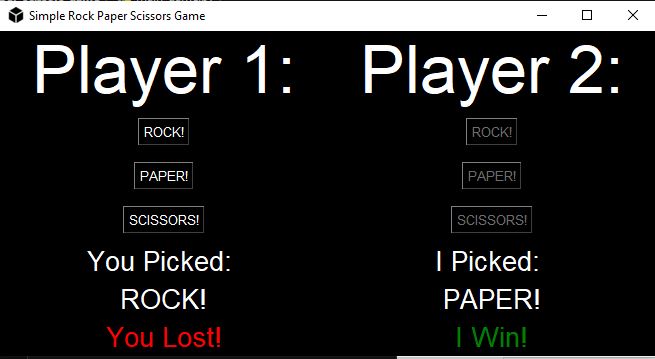 Simple Rock Paper Scissors Game
Player 1:
ROCK!
PAPER!
SCISSORS!
You Picked:
ROCK!
You Lost!
Player 2:
ROCK!
PAPER!
SCISSORS!
I Picked:
PAPER!
I Win!